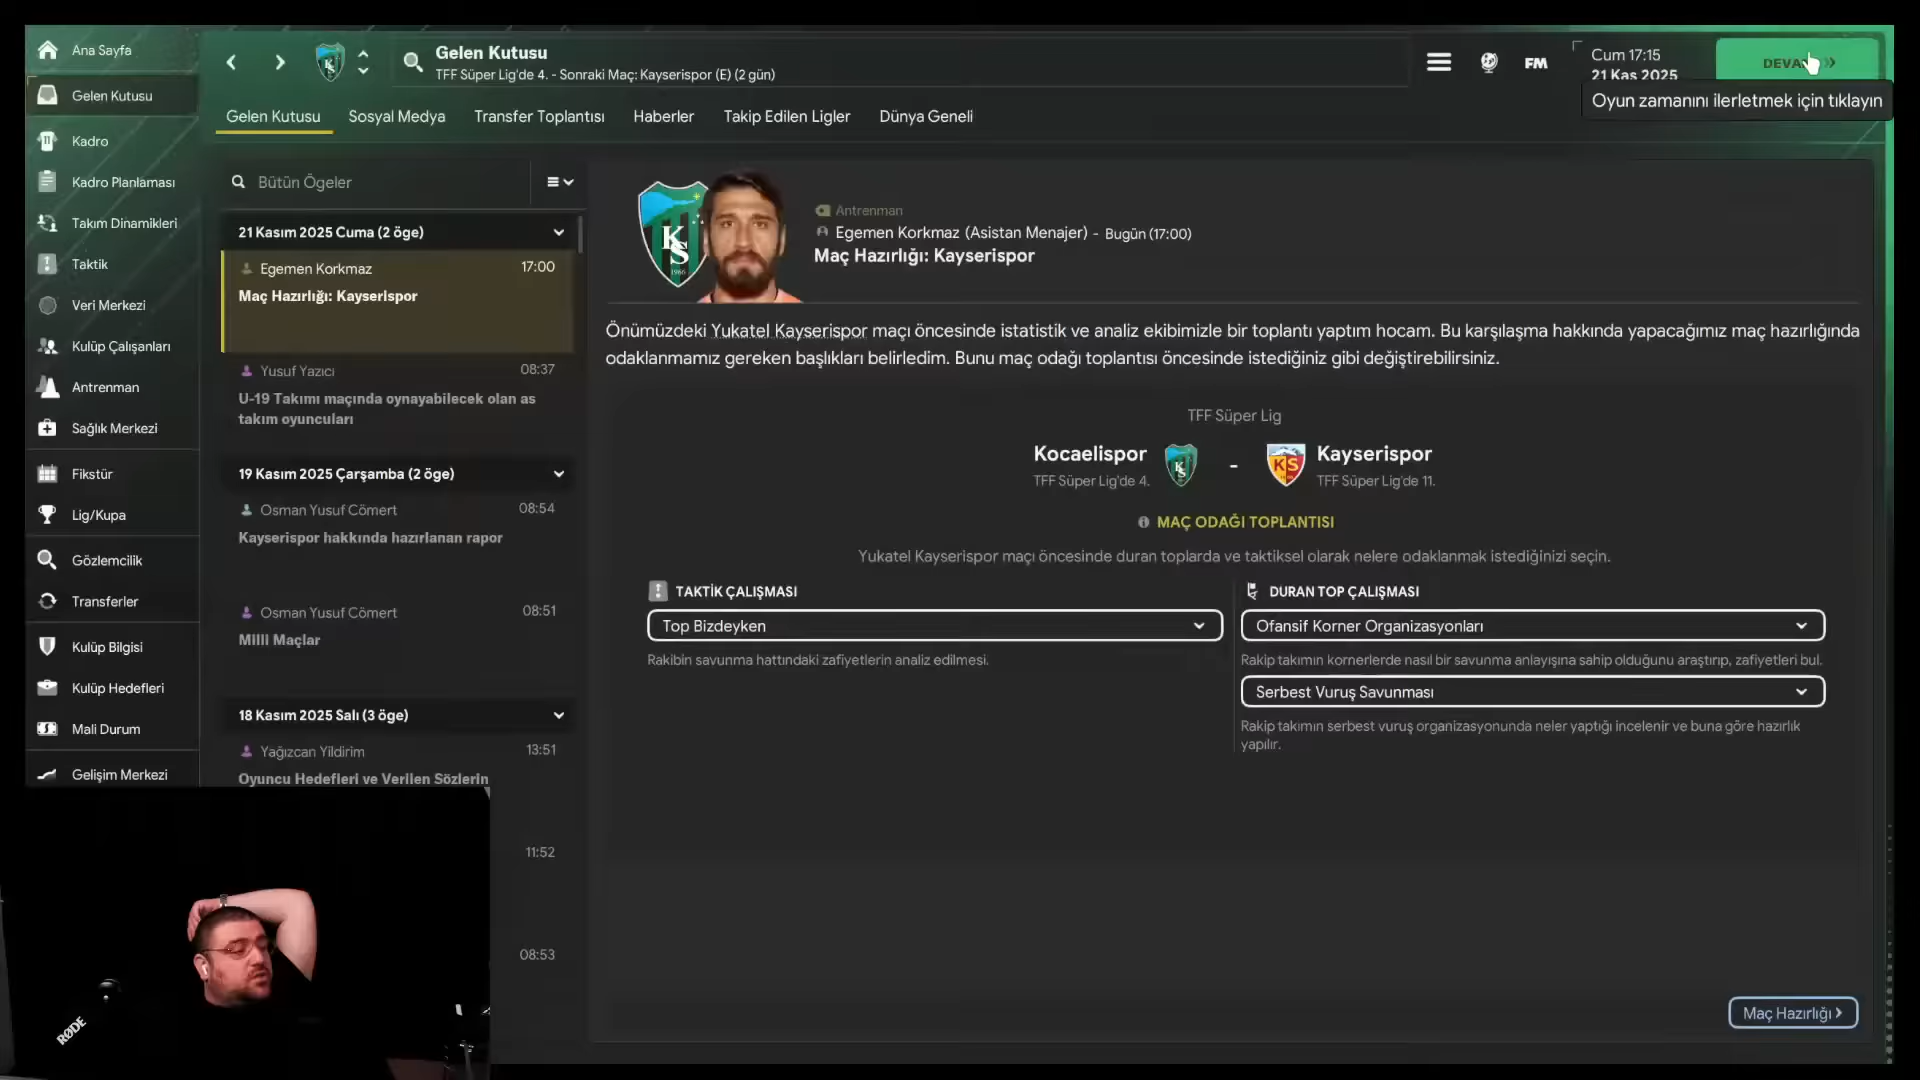 Ana Sayfa
Gelen Kutusu
Kadro
Kadro Planlaması
Takım Dinamikleri
Taktik
Veri Merkezi
Kulüp Çalışanları
Antrenman
Sağlık Merkezi
Fikstür
Lig/Kupa
Gözlemcilik
Transferler
Kulüp Bilgisi
Kulüp Hedefleri
Mali Durum
Gelişim Merkezi
Gelen Kutusu
TFF Süper Lig'de 4. - Sonraki Maç: Kayserispor (E) (2 gün)
FM
Cum 17:15
21 Kas 2025
Oyun zamanını ilerletmek için tıklayın
Gelen Kutusu Sosyal Medya Transfer Toplantısı Haberler Takip Edilen Ligler Dünya Geneli
Bütün Ögeler
21 Kasım 2025 Cuma (2 öge)
Egemen Korkmaz 17:00
Maç Hazırlığı: Kayserispor
Yusuf Yazıcı 08:37
U-19 Takımı maçında oynayabilecek olan as
takım oyuncuları
19 Kasım 2025 Çarşamba (2 öge)
Osman Yusuf Cömert 08:54
Kayserispor hakkında hazırlanan rapor
Osman Yusuf Cömert 08:51
Milli Maçlar
18 Kasım 2025 Salı (3 öge)
Yağızcan Yildirim 13:51
Oyuncu Hedefleri ve Verilen Sözlerin
11:52
08:53
KS
1966
Antrenman
Egemen Korkmaz (Asistan Menajer) - Bugün (17:00)
Maç Hazırlığı: Kayserispor
Önümüzdeki Yukatel Kayserispor maçı öncesinde istatistik ve analiz ekibimizle bir toplantı yaptım hocam. Bu karşılaşma hakkında yapacağımız maç hazırlığında
odaklanmamız gereken başlıkları belirledim. Bunu maç odağı toplantısı öncesinde istediğiniz gibi değiştirebilirsiniz.
TFF Süper Lig
Kocaelispor - Kayserispor
TFF Süper Lig'de 4. TFF Süper Lig'de 11.
MAÇ ODAĞI TOPLANTISI
Yukatel Kayserispor maçı öncesinde duran toplarda ve taktiksel olarak nelere odaklanmak istediğinizi seçin.
TAKTİK ÇALIŞMASI
Top Bizdeyken
Rakibin savunma hattındaki zafiyetlerin analiz edilmesi.
DURAN TOP ÇALIŞMASI
Ofansif Korner Organizasyonları
Rakip takımın kornerlerde nasıl bir savunma anlayışına sahip olduğunu araştırıp, zafiyetleri bul.
Serbest Vuruş Savunması
Rakip takımın serbest vuruş organizasyonunda neler yaptığı incelenir ve buna göre hazırlık
yapılır.
Maç Hazırlığı
RØDE